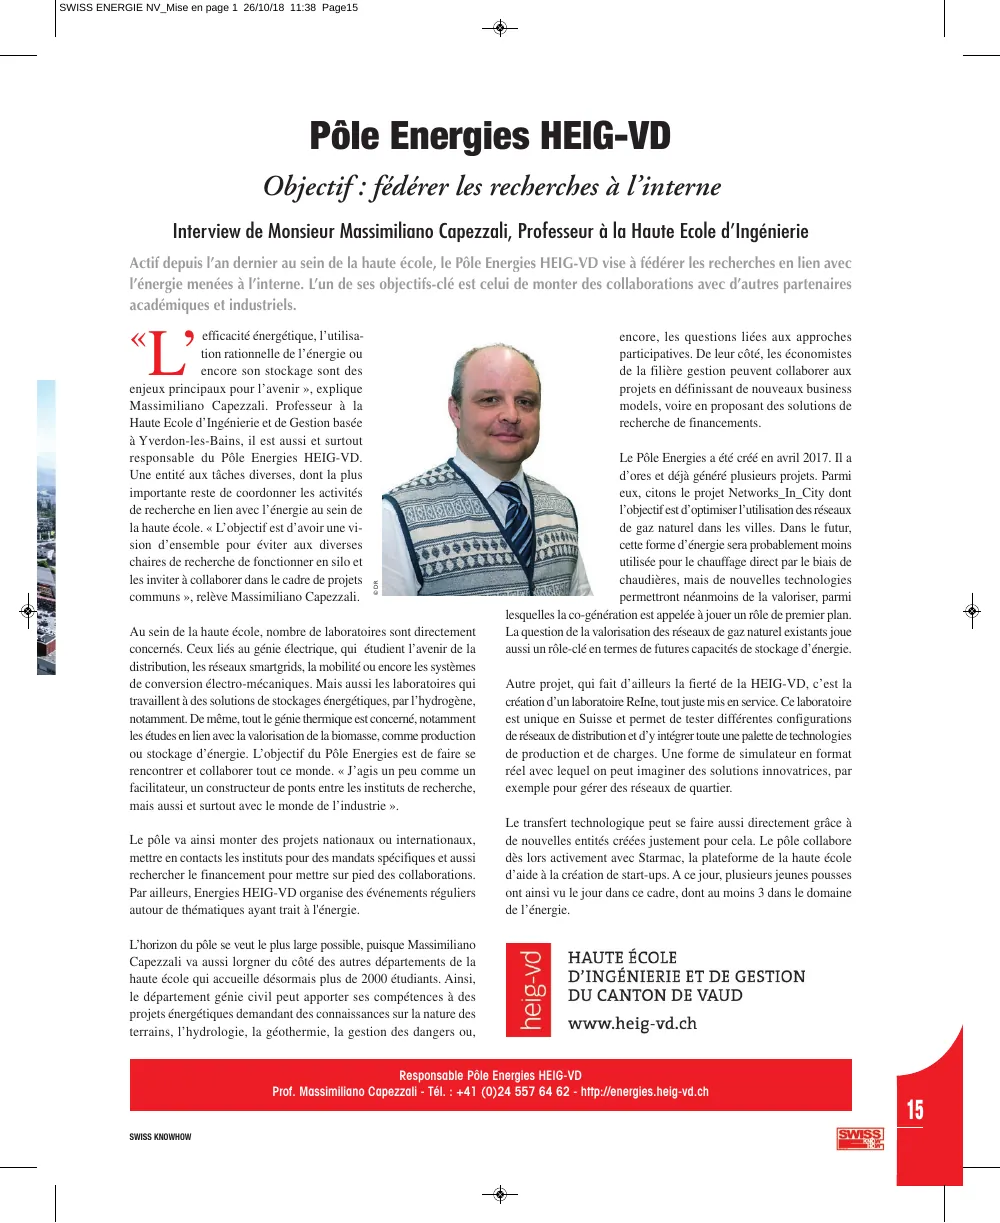 SWISS ENERGIE NV_Mise en page 1 26/10/18 11:38 Page15
Pôle Energies HEIG-VD
Objectif : fédérer les recherches à l’interne
Interview de Monsieur Massimiliano Capezzali, Professeur à la Haute Ecole d’Ingénierie
Actif depuis l’an dernier au sein de la haute école, le Pôle Energies HEIG-VD vise à fédérer les recherches en lien avec
l’énergie menées à l’interne. L’un de ses objectifs-clé est celui de monter des collaborations avec d’autres partenaires
académiques et industriels.
« L’efficacité énergétique, l’utilisa-
tion rationnelle de l’énergie ou
encore son stockage sont des
enjeux principaux pour l’avenir », explique
Massimiliano Capezzali. Professeur à la
Haute Ecole d’Ingénierie et de Gestion basée
à Yverdon-les-Bains, il est aussi et surtout
responsable du Pôle Energies HEIG-VD.
Une entité aux tâches diverses, dont la plus
importante reste de coordonner les activités
de recherche en lien avec l’énergie au sein de
la haute école. « L’objectif est d’avoir une vi-
sion d’ensemble pour éviter aux diverses
chaires de recherche de fonctionner en silo et
les inviter à collaborer dans le cadre de projets
communs », relève Massimiliano Capezzali.
© DR
Au sein de la haute école, nombre de laboratoires sont directement
concernés. Ceux liés au génie électrique, qui étudient l’avenir de la
distribution, les réseaux smartgrids, la mobilité ou encore les systèmes
de conversion électro-mécaniques. Mais aussi les laboratoires qui
travaillent à des solutions de stockages énergétiques, par l’hydrogène,
notamment. De même, tout le génie thermique est concerné, notamment
les études en lien avec la valorisation de la biomasse, comme production
ou stockage d’énergie. L’objectif du Pôle Energies est de faire se
rencontrer et collaborer tout ce monde. « J’agis un peu comme un
facilitateur, un constructeur de ponts entre les instituts de recherche,
mais aussi et surtout avec le monde de l’industrie ».
Le pôle va ainsi monter des projets nationaux ou internationaux,
mettre en contacts les instituts pour des mandats spécifiques et aussi
rechercher le financement pour mettre sur pied des collaborations.
Par ailleurs, Energies HEIG-VD organise des événements réguliers
autour de thématiques ayant trait à l'énergie.
L’horizon du pôle se veut le plus large possible, puisque Massimiliano
Capezzali va aussi lorgner du côté des autres départements de la
haute école qui accueille désormais plus de 2000 étudiants. Ainsi,
le département génie civil peut apporter ses compétences à des
projets énergétiques demandant des connaissances sur la nature des
terrains, l’hydrologie, la géothermie, la gestion des dangers ou,
encore, les questions liées aux approches
participatives. De leur côté, les économistes
de la filière gestion peuvent collaborer aux
projets en définissant de nouveaux business
models, voire en proposant des solutions de
recherche de financements.
Le Pôle Energies a été créé en avril 2017. Il a
d’ores et déjà généré plusieurs projets. Parmi
eux, citons le projet Networks_In_City dont
l’objectif est d’optimiser l’utilisation des réseaux
de gaz naturel dans les villes. Dans le futur,
cette forme d’énergie sera probablement moins
utilisée pour le chauffage direct par le biais de
chaudières, mais de nouvelles technologies
permettront néanmoins de la valoriser, parmi
lesquelles la co-génération est appelée à jouer un rôle de premier plan.
La question de la valorisation des réseaux de gaz naturel existants joue
aussi un rôle-clé en termes de futures capacités de stockage d’énergie.
Autre projet, qui fait d’ailleurs la fierté de la HEIG-VD, c’est la
création d’un laboratoire ReIne, tout juste mis en service. Ce laboratoire
est unique en Suisse et permet de tester différentes configurations
de réseaux de distribution et d’y intégrer toute une palette de technologies
de production et de charges. Une forme de simulateur en format
réel avec lequel on peut imaginer des solutions innovatrices, par
exemple pour gérer des réseaux de quartier.
Le transfert technologique peut se faire aussi directement grâce à
de nouvelles entités créées justement pour cela. Le pôle collabore
dès lors activement avec Starmac, la plateforme de la haute école
d’aide à la création de start-ups. A ce jour, plusieurs jeunes pousses
ont ainsi vu le jour dans ce cadre, dont au moins 3 dans le domaine
de l’énergie.
heig-vd
HAUTE ÉCOLE
D’INGÉNIERIE ET DE GESTION
DU CANTON DE VAUD
www.heig-vd.ch
Responsable Pôle Energies HEIG-VD
Prof. Massimiliano Capezzali - Tél. : +41 (0)24 557 64 62 - http://energies.heig-vd.ch
15
SWISS KNOWHOW
SWISS